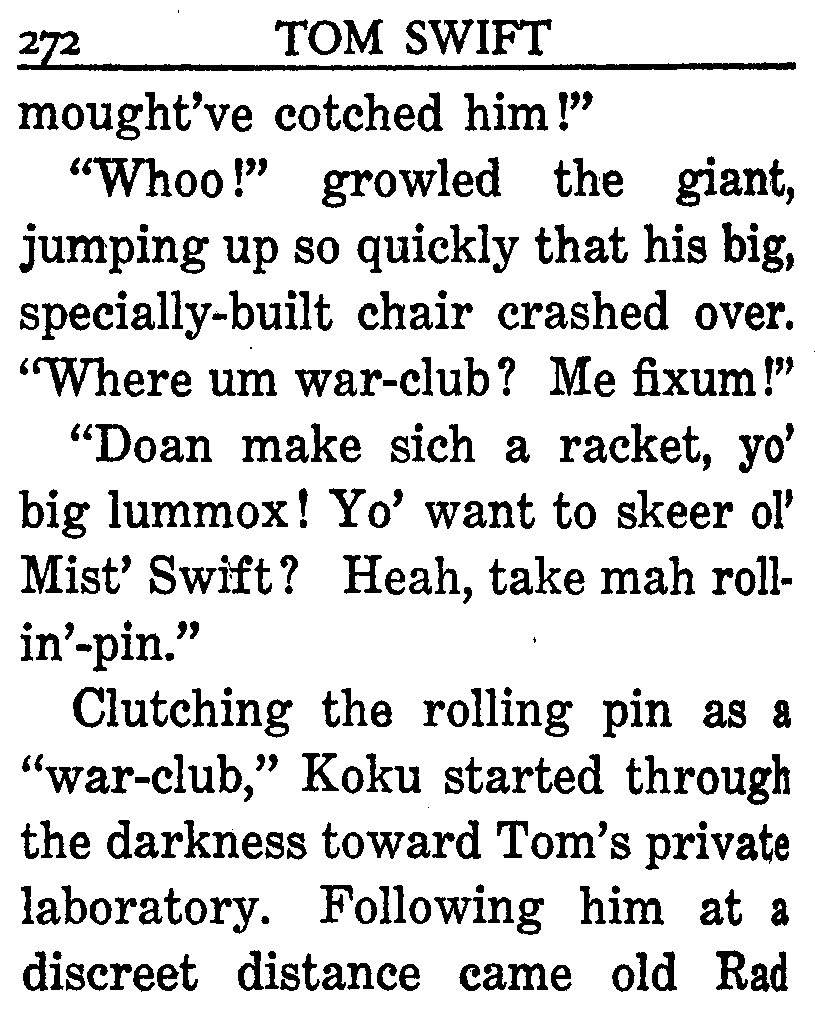 272 TOM SWIFT
mought've cotched him!”
“Whoo!” growled the giant,
jumping up so quickly that his big,
specially-built chair crashed over.
“Where um war-club? Me fixum!”
“Doan make sich a racket, yo’
big lummox! Yo’ want to skeer ol’
Mist’ Swift? Heah, take mah roll-
in’-pin.”
Clutching the rolling pin as a
“war-club,” Koku started through
the darkness toward Tom’s private
laboratory. Following him at a
discreet distance came old Rad